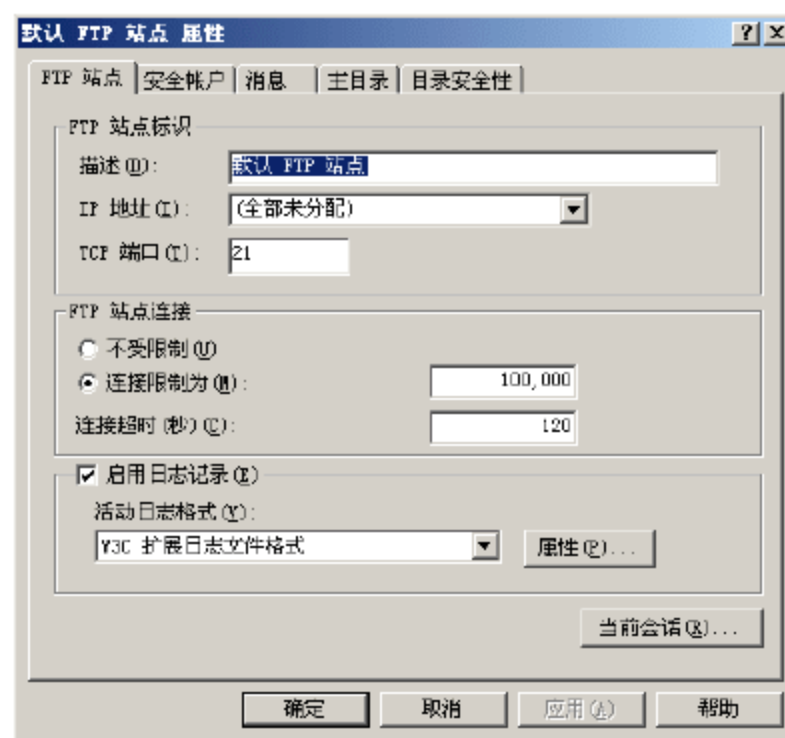 默认 FTP 站点 属性
FTP 站点 安全帐户 消息 主目录 目录安全性
FTP 站点标识
描述(D): 默认 FTP 站点
IP 地址(I): (全部未分配)
TCP 端口(T): 21
FTP 站点连接
不受限制(U)
连接限制为(M): 100,000
连接超时(秒)(C): 120
启用日志记录(E)
活动日志格式(V):
W3C 扩展日志文件格式 属性(P)...
当前会话(R)...
确定 取消 应用(A) 帮助